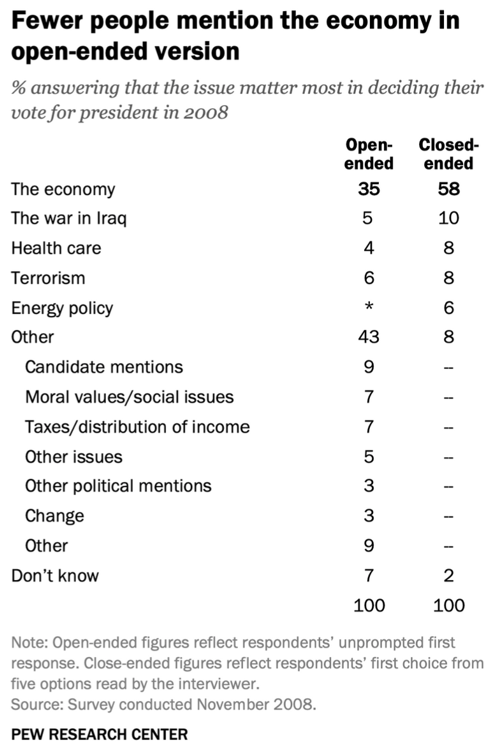 Fewer people mention the economy in
open-ended version
% answering that the issue matter most in deciding their
vote for president in 2008
Open-ended Closed-ended
The economy 35 58
The war in Iraq 5 10
Health care 4 8
Terrorism 6 8
Energy policy * 6
Other 43 8
Candidate mentions 9 --
Moral values/social issues 7 --
Taxes/distribution of income 7 --
Other issues 5 --
Other political mentions 3 --
Change 3 --
Other 9 --
Don't know 7 2
100 100
Note: Open-ended figures reflect respondents' unprompted first
response. Close-ended figures reflect respondents' first choice from
five options read by the interviewer.
Source: Survey conducted November 2008.
PEW RESEARCH CENTER